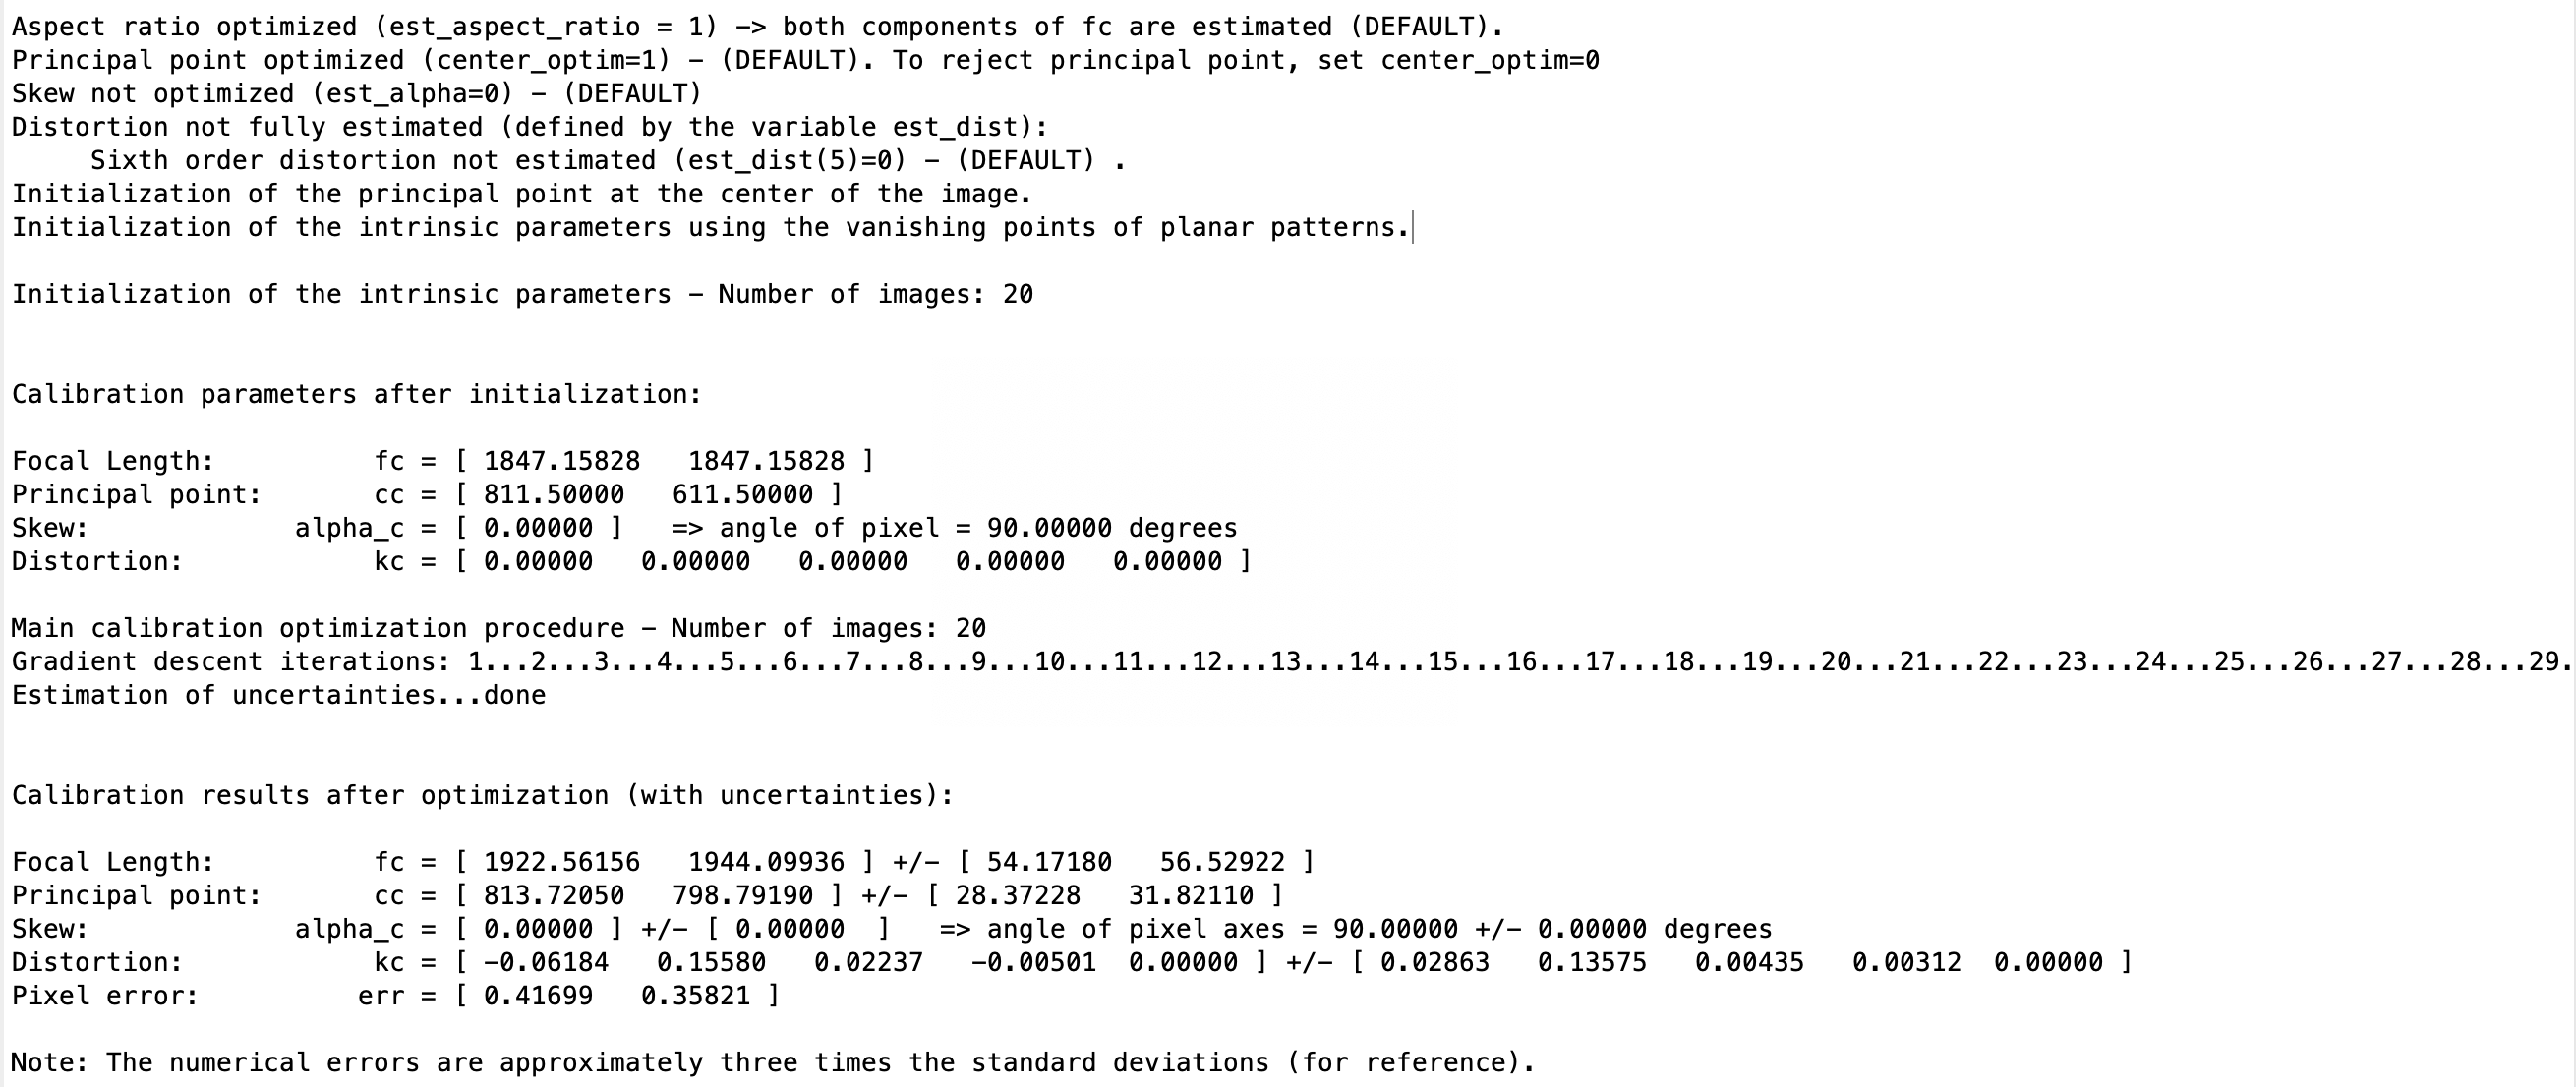 Aspect ratio optimized (est_aspect_ratio = 1) -> both components of fc are estimated (DEFAULT).
Principal point optimized (center_optim=1) - (DEFAULT). To reject principal point, set center_optim=0
Skew not optimized (est_alpha=0) - (DEFAULT)
Distortion not fully estimated (defined by the variable est_dist):
     Sixth order distortion not estimated (est_dist(5)=0) - (DEFAULT) .
Initialization of the principal point at the center of the image.
Initialization of the intrinsic parameters using the vanishing points of planar patterns.
Initialization of the intrinsic parameters - Number of images: 20
Calibration parameters after initialization:
Focal Length:          fc = [ 1847.15828   1847.15828 ]
Principal point:       cc = [ 811.50000   611.50000 ]
Skew:             alpha_c = [ 0.00000 ]   => angle of pixel = 90.00000 degrees
Distortion:            kc = [ 0.00000   0.00000   0.00000   0.00000   0.00000 ]
Main calibration optimization procedure - Number of images: 20
Gradient descent iterations: 1...2...3...4...5...6...7...8...9...10...11...12...13...14...15...16...17...18...19...20...21...22...23...24...25...26...27...28...29.
Estimation of uncertainties...done
Calibration results after optimization (with uncertainties):
Focal Length:          fc = [ 1922.56156   1944.09936 ] +/- [ 54.17180   56.52922 ]
Principal point:       cc = [ 813.72050   798.79190 ] +/- [ 28.37228   31.82110 ]
Skew:             alpha_c = [ 0.00000 ] +/- [ 0.00000  ]   => angle of pixel axes = 90.00000 +/- 0.00000 degrees
Distortion:            kc = [ -0.06184   0.15580   0.02237   -0.00501  0.00000 ] +/- [ 0.02863   0.13575   0.00435   0.00312  0.00000 ]
Pixel error:          err = [ 0.41699   0.35821 ]
Note: The numerical errors are approximately three times the standard deviations (for reference).